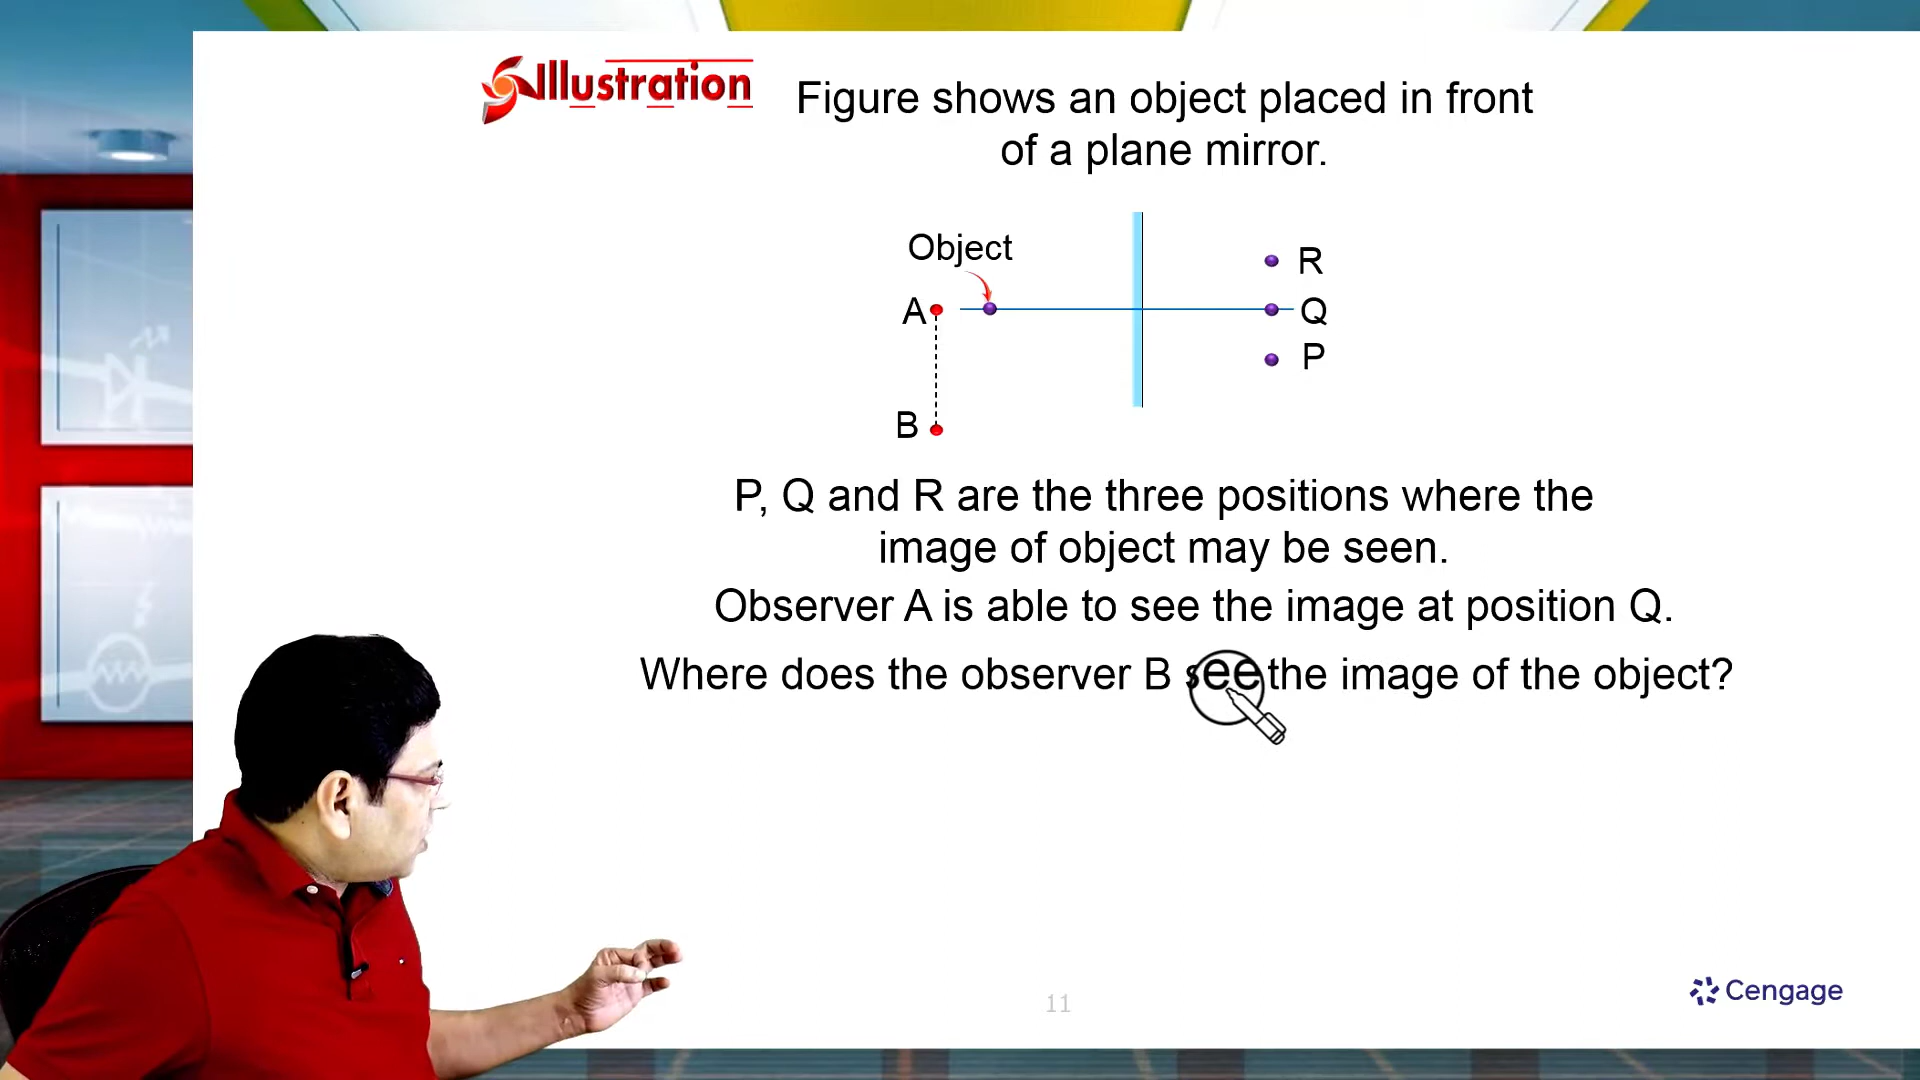 Illustration
Figure shows an object placed in front
of a plane mirror.
Object
R
A
Q
P
B
P, Q and R are the three positions where the
image of object may be seen.
Observer A is able to see the image at position Q.
Where does the observer B see the image of the object?
Cengage
11